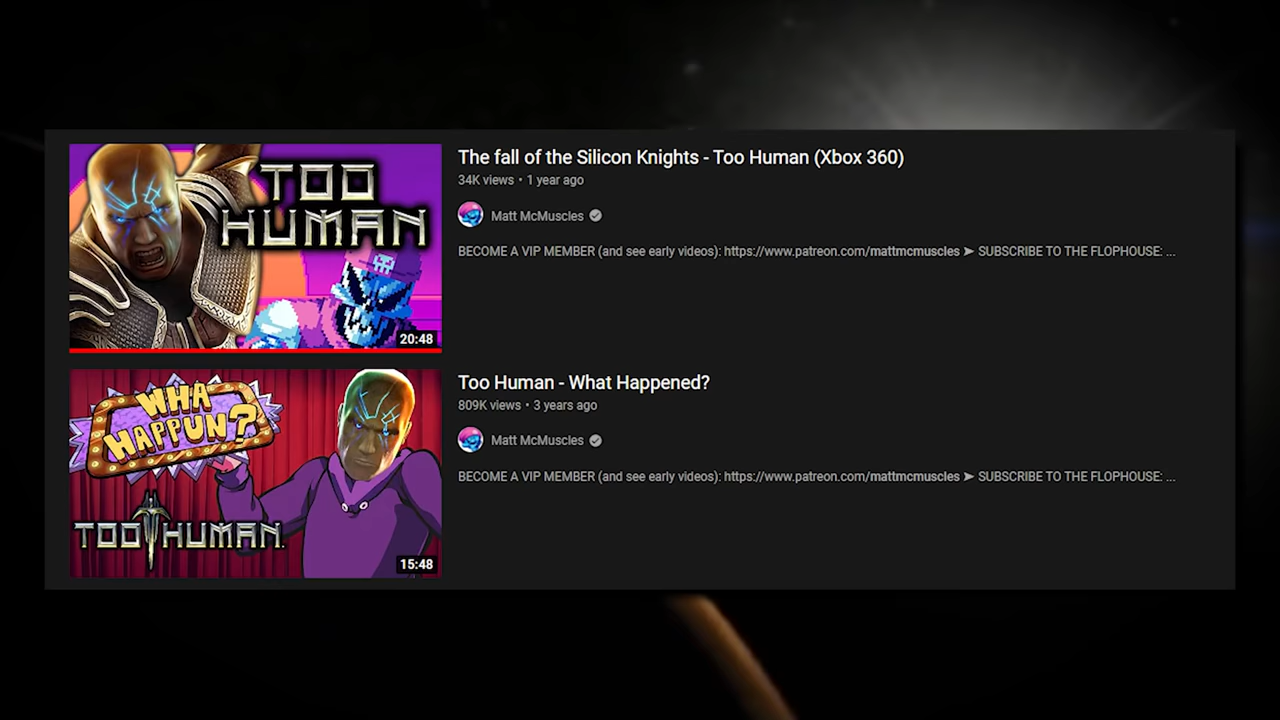 TOO
HUMAN
20:48
The fall of the Silicon Knights - Too Human (Xbox 360)
34K views • 1 year ago
Matt McMuscles
BECOME A VIP MEMBER (and see early videos): https://www.patreon.com/mattmcmuscles ➤ SUBSCRIBE TO THE FLOPHOUSE: ...
WHA
HAPPUN?
TOO HUMAN.
15:48
Too Human - What Happened?
809K views • 3 years ago
Matt McMuscles
BECOME A VIP MEMBER (and see early videos): https://www.patreon.com/mattmcmuscles ➤ SUBSCRIBE TO THE FLOPHOUSE: ...